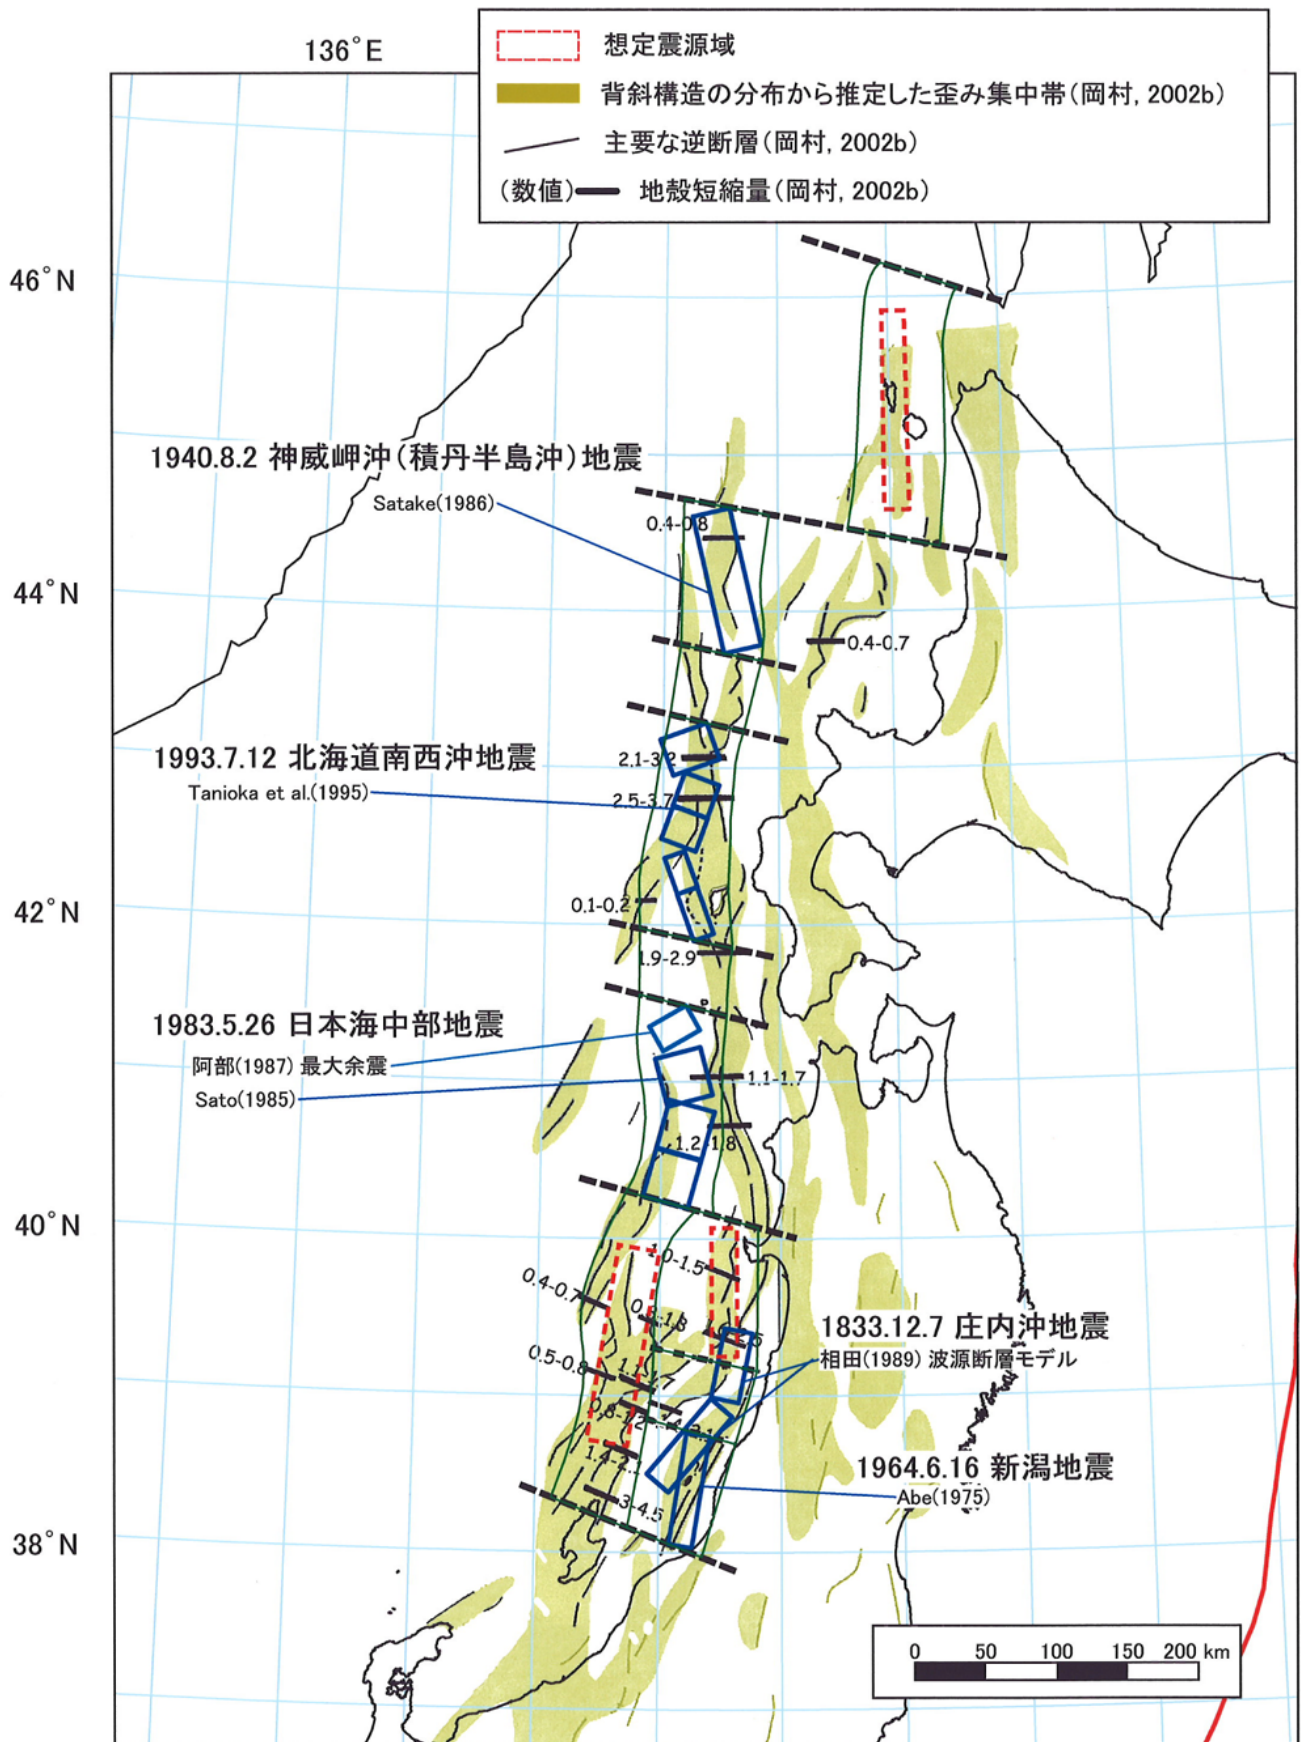 136°E
想定震源域
背斜構造の分布から推定した歪み集中帯(岡村, 2002b)
主要な逆断層(岡村, 2002b)
(数値) 地殻短縮量(岡村, 2002b)
46°N
1940.8.2 神威岬沖(積丹半島沖)地震
Satake(1986)
0.4-0.8
44°N
0.4-0.7
1993.7.12 北海道南西沖地震
2.1-3.2
Tanioka et al.(1995)
2.5-3.7
42°N
0.1-0.2
1.9-2.9
1983.5.26 日本海中部地震
阿部(1987) 最大余震
1.1-1.7
Sato(1985)
1.2-1.8
40°N
1.0-1.5
0.4-0.7
1833.12.7 庄内沖地震
相田(1989) 波源断層モデル
0.5-0.8
0.8-1.2
1964.6.16 新潟地震
Abe(1975)
3-4.5
38°N
0 50 100 150 200 km